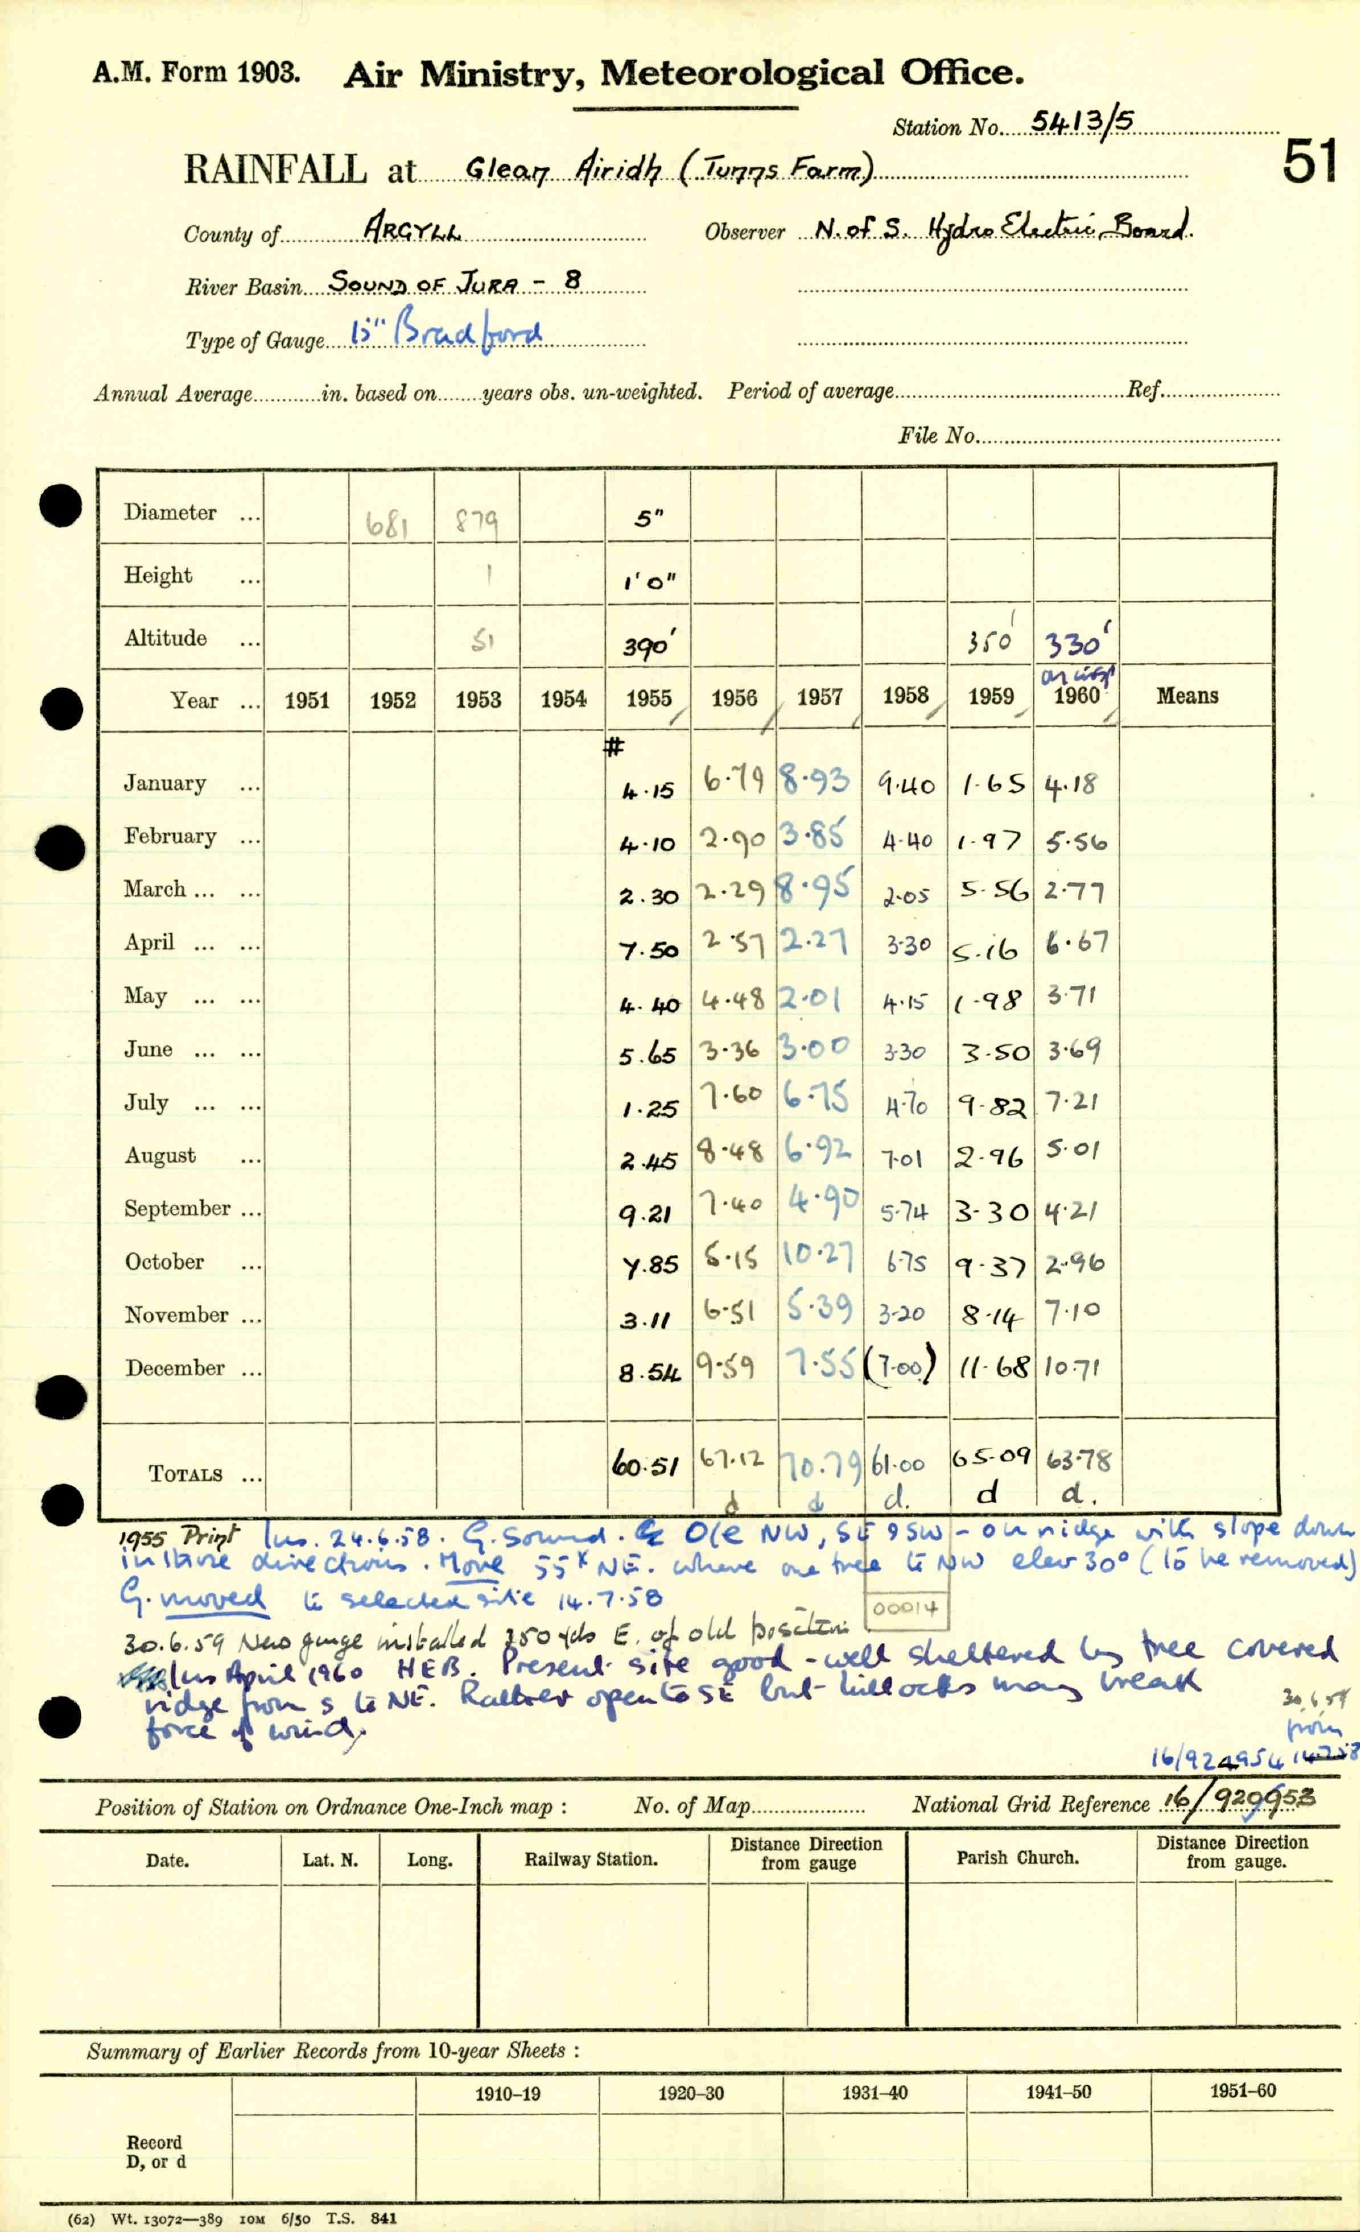 A.M. Form 1903. Air Ministry, Meteorological Office.
Station No. 5413/5
51
RAINFALL at Glean Airidh (Tunns Farm)
County of ARGYLL Observer N. of S. Hydro Electric Board.
River Basin SOUND OF JURA - 8
Type of Gauge 15" Bradford
Annual Average in. based on years obs. un-weighted. Period of average Ref.
File No.
Diameter ... 681 879 5"
Height ... 1 1'0"
Altitude ... 51 390' 350' 330'
Year ... 1951 1952 1953 1954 1955 1956 1957 1958 1959 1960 Means
#
January ... 4.15 6.79 8.93 9.40 1.65 4.18
February ... 4.10 2.90 3.85 4.40 1.97 5.56
March ... ... 2.30 2.29 8.95 2.05 5.56 2.77
April ... ... 7.50 2.57 2.27 3.30 5.16 6.67
May ... ... 4.40 4.48 2.01 4.15 1.98 3.71
June ... ... 5.65 3.36 3.00 3.30 3.50 3.69
July ... ... 1.25 7.60 6.75 4.70 9.82 7.21
August ... 2.45 8.48 6.92 7.01 2.96 5.01
September ... 9.21 7.40 4.90 5.74 3.30 4.21
October ... 7.85 5.15 10.27 6.75 9.37 2.96
November ... 3.11 6.51 5.39 3.20 8.14 7.10
December ... 8.54 9.59 7.55 (7.00) 11.68 10.71
TOTALS ... 60.51 67.12 70.79 61.00 65.09 63.78
d d d. d d.
1955 Print Ins. 24.6.58. G. Sound. O/e NW, SE & SW - on ridge with slope down
in these directions. Move 55x NE. where one tree to NW elev 30° (to be removed)
G. moved to selected site 14.7.58
00014
30.6.59 New gauge installed 350 yds E. of old position
Ins April 1960 HEB. Present site good - well sheltered by tree covered
ridge from S to NE. Rather open to SE but hillocks may break
force of wind.
30.6.59
from
16/924954 14.7.58
Position of Station on Ordnance One-Inch map : No. of Map National Grid Reference 16/920953
Date. Lat. N. Long. Railway Station. Distance Direction from gauge Parish Church. Distance Direction from gauge.
Summary of Earlier Records from 10-year Sheets :
1910–19 1920–30 1931–40 1941–50 1951–60
Record
D, or d
(62) Wt. 13072—389 10M 6/50 T.S. 841